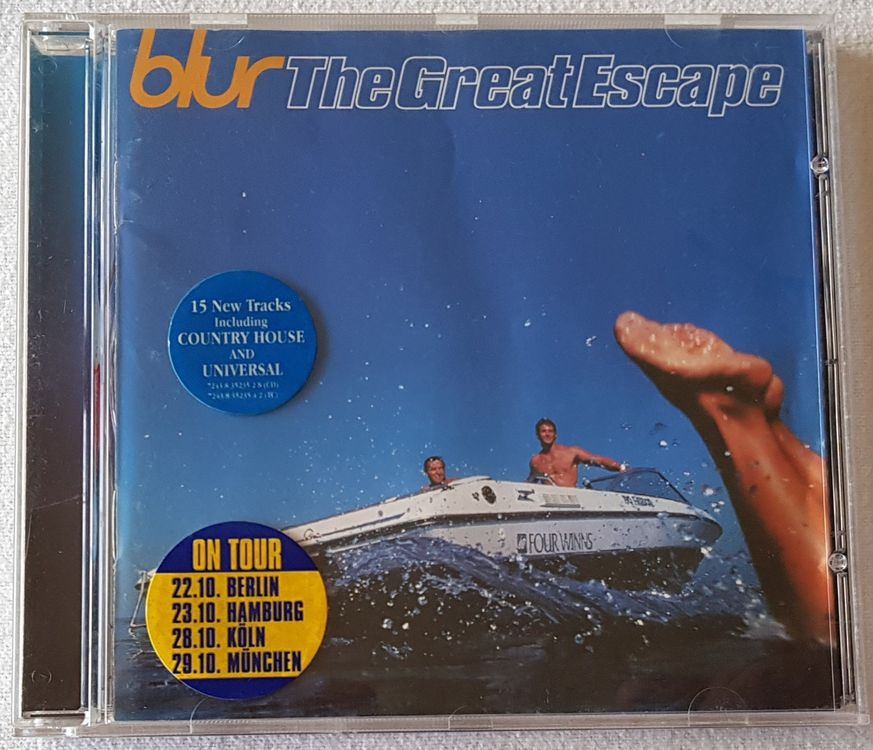 blur The Great Escape
15 New Tracks
Including
COUNTRY HOUSE
AND
UNIVERSAL
FOUR WINNS
ON TOUR
22.10. BERLIN
23.10. HAMBURG
28.10. KÖLN
29.10. MÜNCHEN